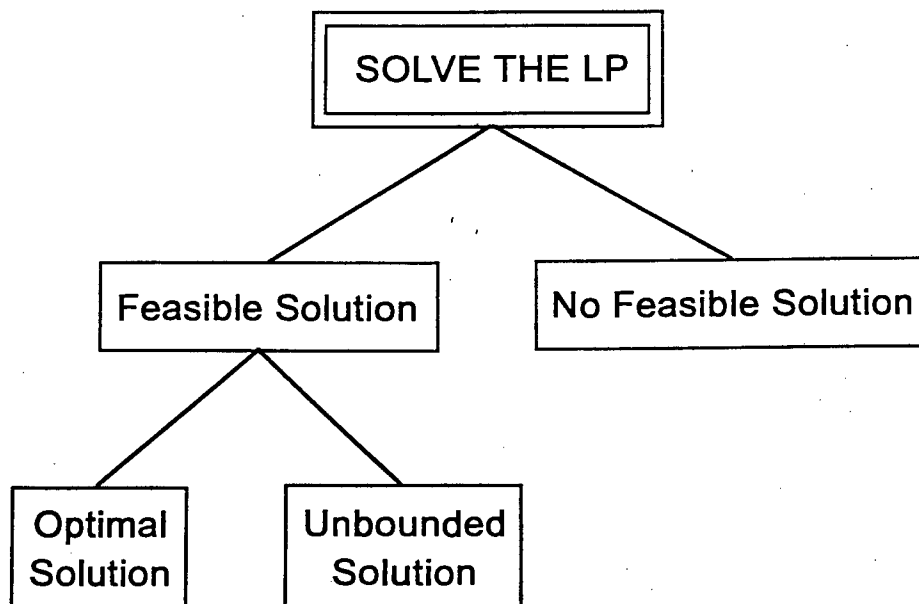 SOLVE THE LP
Feasible Solution
No Feasible Solution
Optimal
Solution
Unbounded
Solution